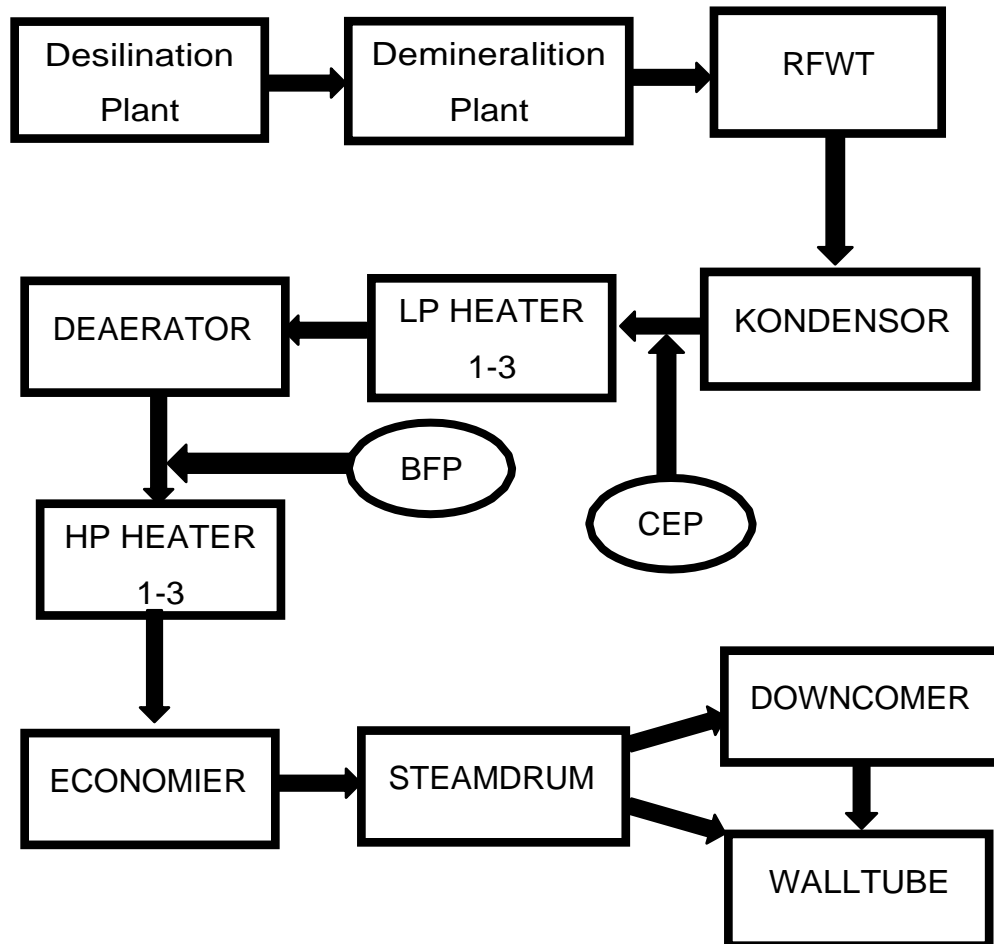 Desilination
Plant
Demineralition
Plant
RFWT
KONDENSOR
LP HEATER
1-3
DEAERATOR
BFP
CEP
HP HEATER
1-3
ECONOMIER
STEAMDRUM
DOWNCOMER
WALLTUBE